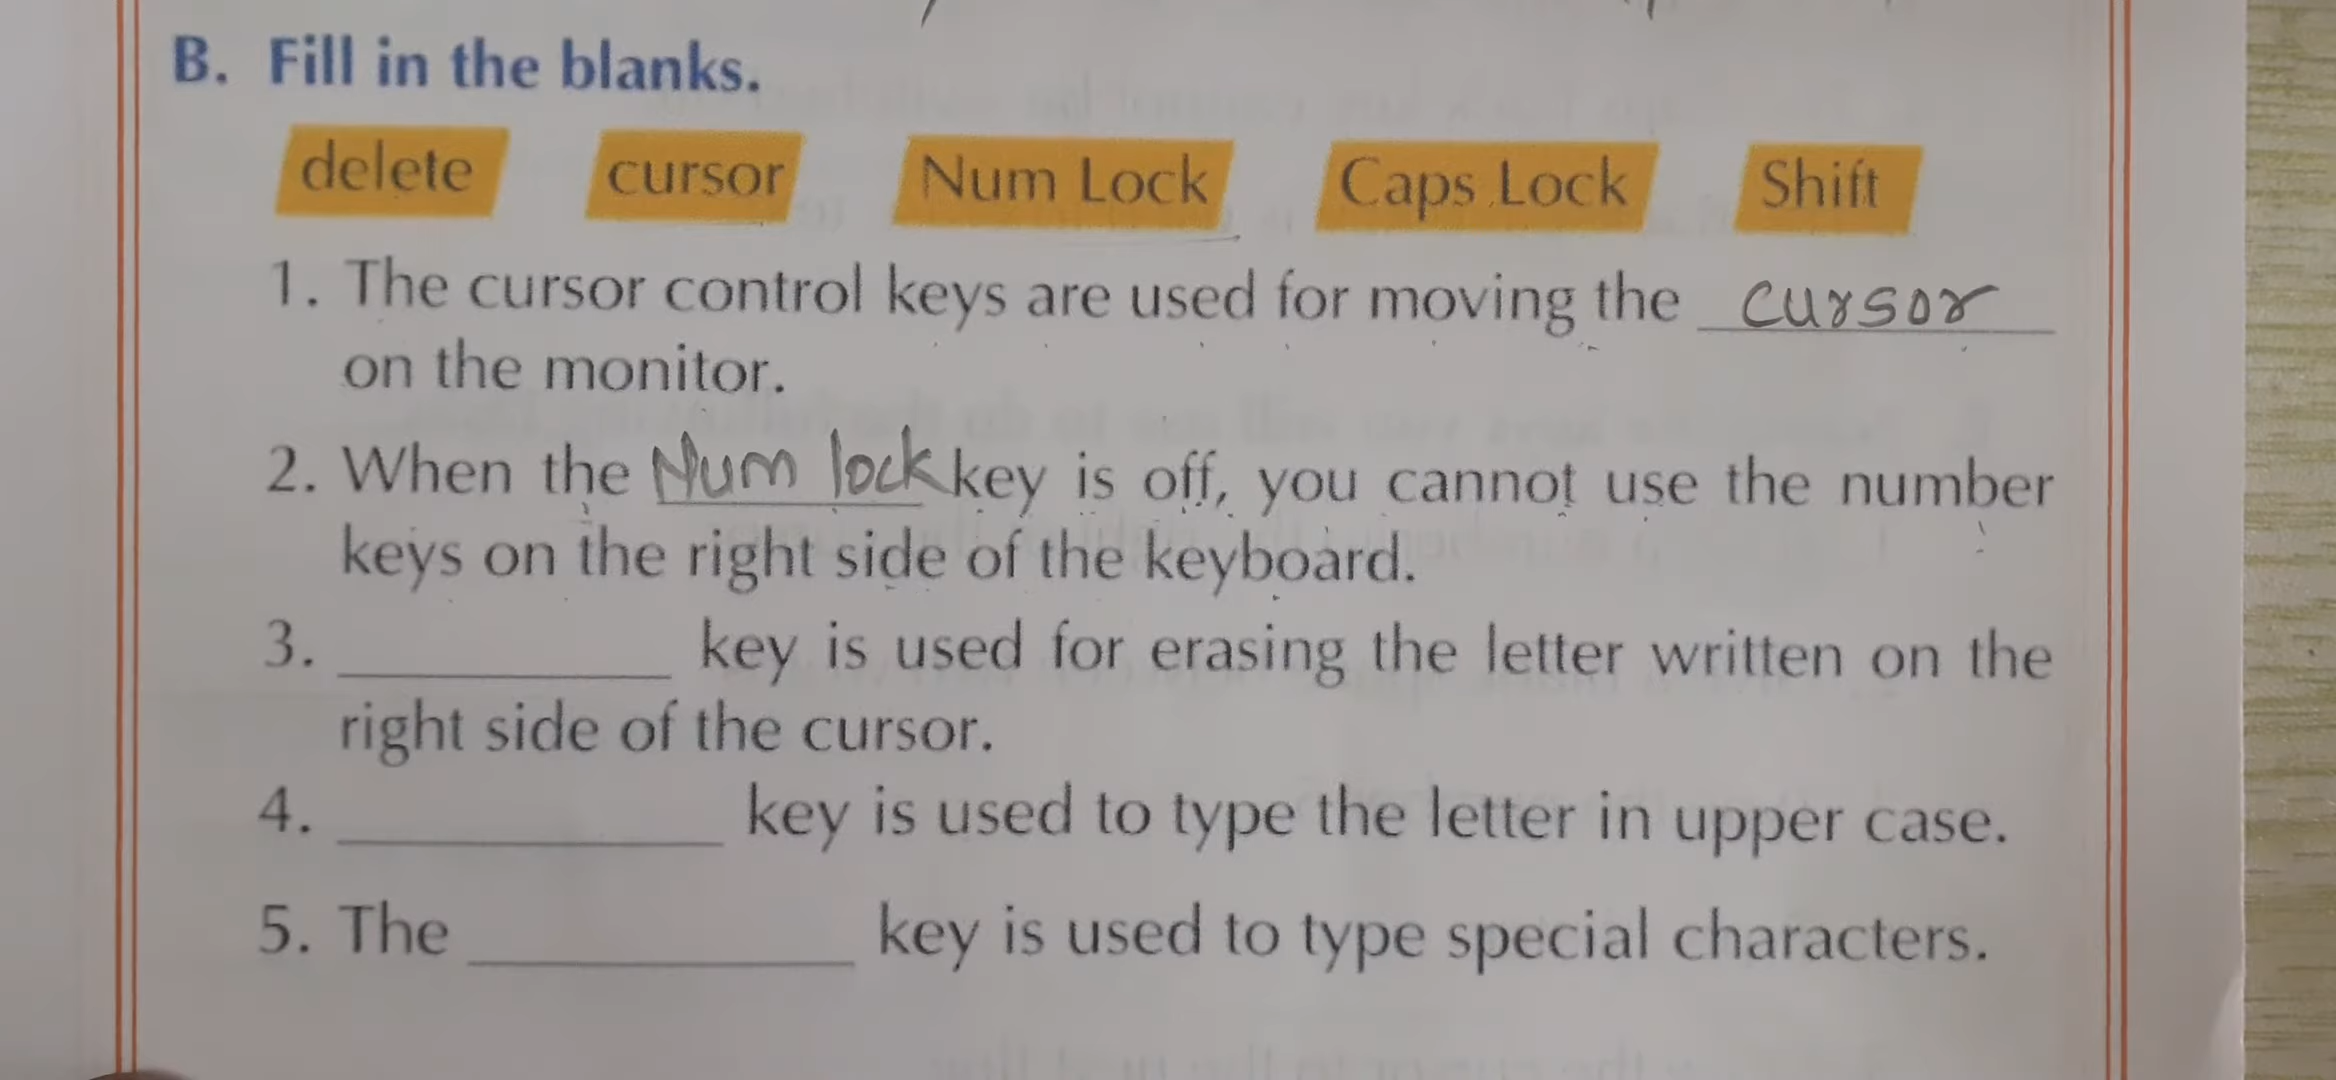 B. Fill in the blanks.
delete cursor Num Lock Caps Lock Shift
1. The cursor control keys are used for moving the cursor
on the monitor.
2. When the Num lock key is off, you cannot use the number
keys on the right side of the keyboard.
3. __________ key is used for erasing the letter written on the
right side of the cursor.
4. __________ key is used to type the letter in upper case.
5. The __________ key is used to type special characters.